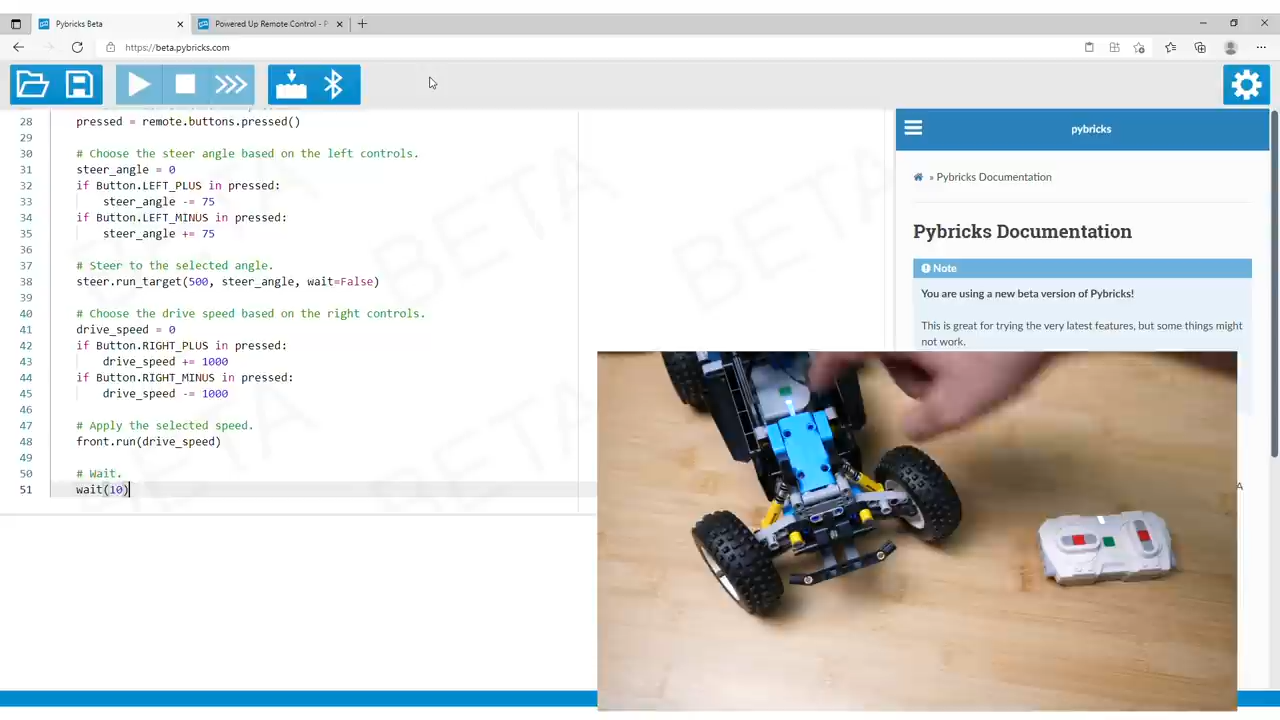 Pybricks Beta
Powered Up Remote Control - P
https://beta.pybricks.com
28 pressed = remote.buttons.pressed()
29
30 # Choose the steer angle based on the left controls.
31 steer_angle = 0
32 if Button.LEFT_PLUS in pressed:
33 steer_angle -= 75
34 if Button.LEFT_MINUS in pressed:
35 steer_angle += 75
36
37 # Steer to the selected angle.
38 steer.run_target(500, steer_angle, wait=False)
39
40 # Choose the drive speed based on the right controls.
41 drive_speed = 0
42 if Button.RIGHT_PLUS in pressed:
43 drive_speed += 1000
44 if Button.RIGHT_MINUS in pressed:
45 drive_speed -= 1000
46
47 # Apply the selected speed.
48 front.run(drive_speed)
49
50 # Wait.
51 wait(10)
BETA
BETA
BETA
BETA
BETA
pybricks
» Pybricks Documentation
Pybricks Documentation
Note
You are using a new beta version of Pybricks!
This is great for trying the very latest features, but some things might
not work.